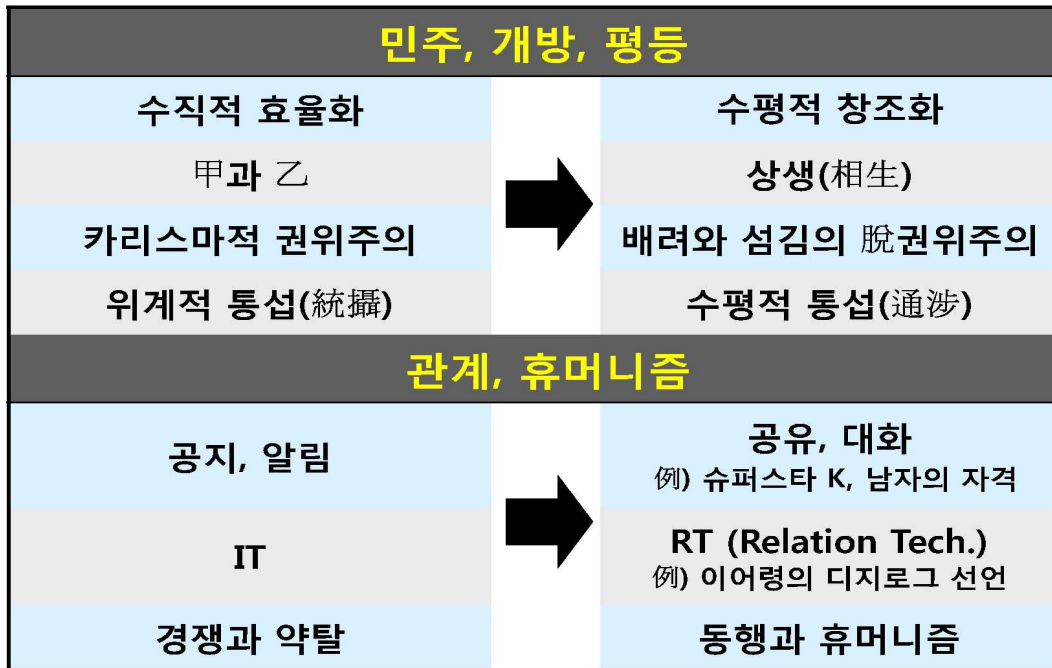 민주, 개방, 평등
수직적 효율화
수평적 창조화
甲과 乙
상생(相生)
카리스마적 권위주의
배려와 섬김의 脫권위주의
위계적 통섭(統攝)
수평적 통섭(通涉)
관계, 휴머니즘
공지, 알림
공유, 대화
例) 슈퍼스타 K, 남자의 자격
IT
RT (Relation Tech.)
例) 이어령의 디지로그 선언
경쟁과 약탈
동행과 휴머니즘